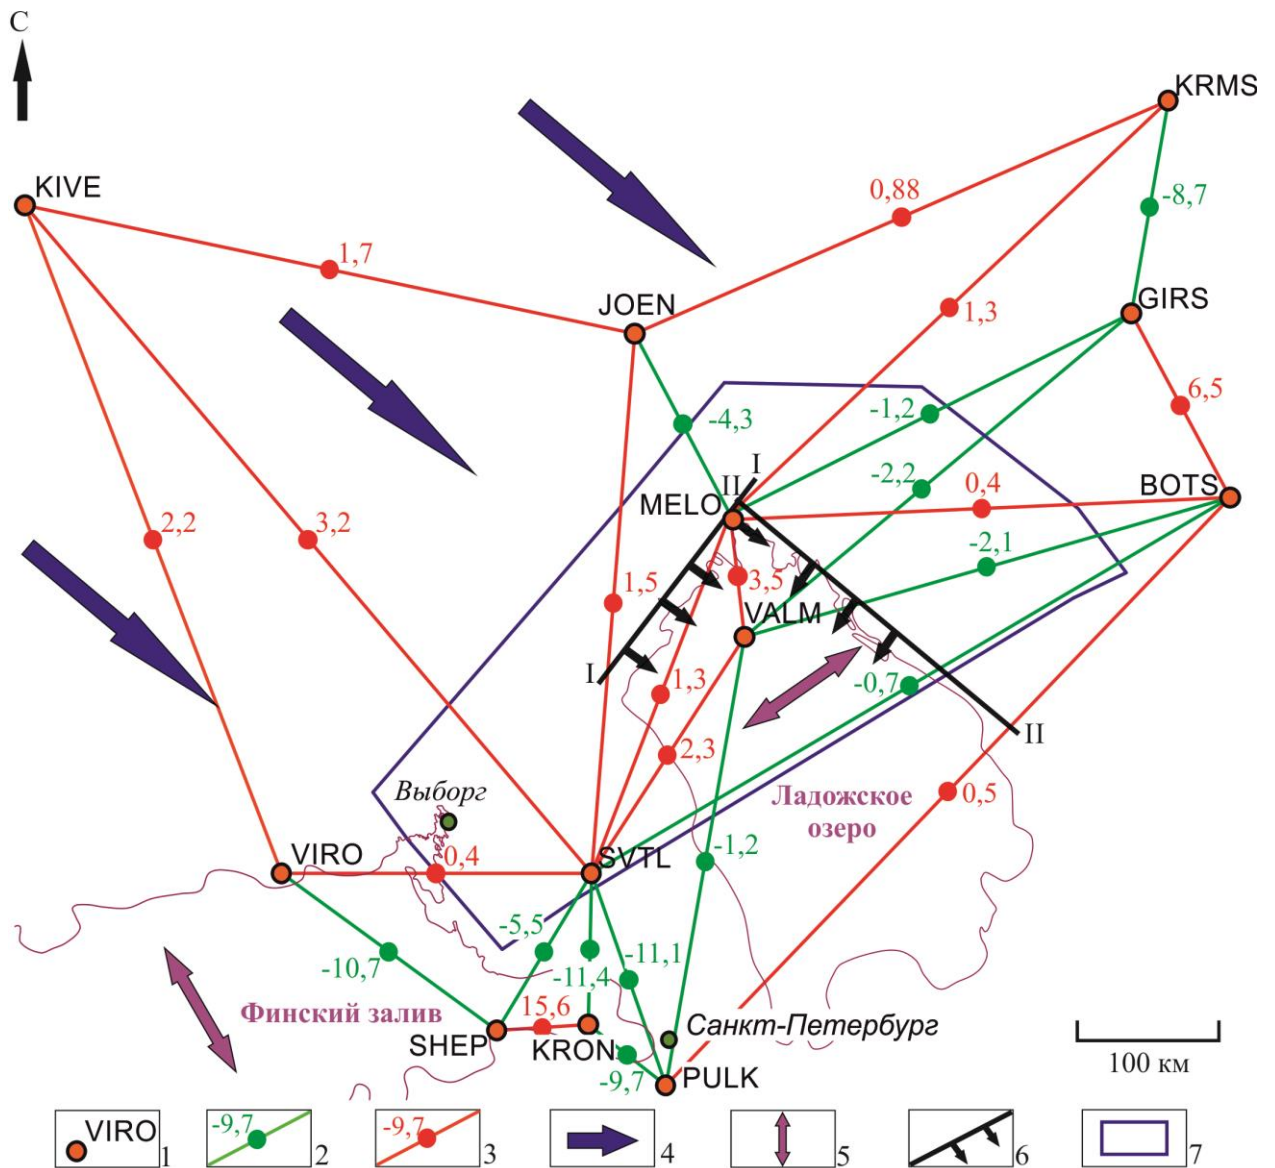 С
KRMS
KIVE
0,88
-8,7
1,7
JOEN
GIRS
1,3
6,5
-4,3
-1,2
I
-2,2
II
0,4
BOTS
MELO
2,2
3,2
-2,1
1,5
3,5
VALM
I
-0,7
1,3
II
2,3
Выборг
Ладожское
озеро
0,5
VIRO
0,4
SVTL
-1,2
-5,5
-11,1
-10,7
-11,4
Финский залив
15,6
Санкт-Петербург
SHEP
KRON
100 км
-9,7
PULK
VIRO
1
-9,7
2
-9,7
3
4
5
6
7